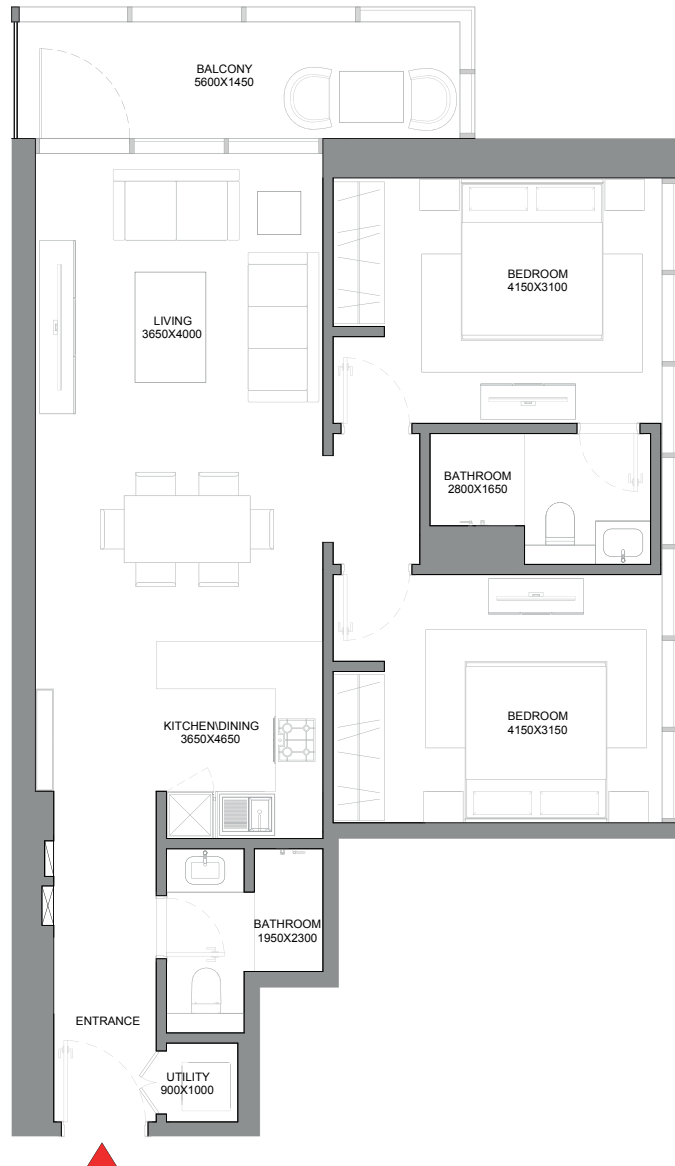 BALCONY
5600X1450
BEDROOM
4150X3100
LIVING
3650X4000
BATHROOM
2800X1650
BEDROOM
4150X3150
KITCHEN\DINING
3650X4650
BATHROOM
1950X2300
ENTRANCE
UTILITY
900X1000